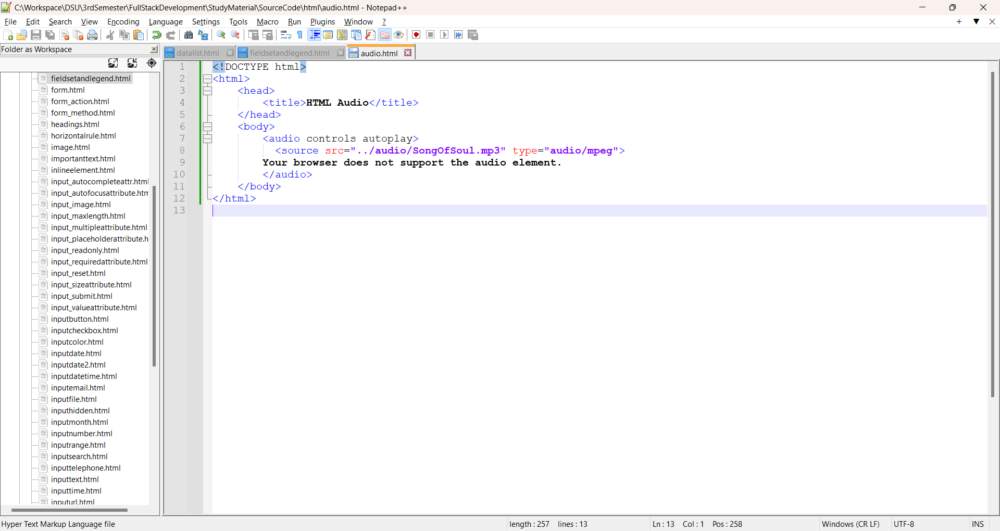 C:\Workspace\DSU\3rdSemester\FullStackDevelopment\StudyMaterial\SourceCode\html\audio.html - Notepad++
File Edit Search View Encoding Language Settings Tools Macro Run Plugins Window ?
Folder as Workspace
datalist.html fieldsetandlegend.html audio.html
fieldsetandlegend.html
form.html
form_action.html
form_method.html
headings.html
horizontalrule.html
image.html
importanttext.html
inlineelement.html
input_autocompleteattr.html
input_autofocusattribute.htm
input_image.html
input_maxlength.html
input_multipleattribute.html
input_placeholderattribute.h
input_readonly.html
input_requiredattribute.html
input_reset.html
input_sizeattribute.html
input_submit.html
input_valueattribute.html
inputbutton.html
inputcheckbox.html
inputcolor.html
inputdate.html
inputdate2.html
inputdatetime.html
inputemail.html
inputfile.html
inputhidden.html
inputmonth.html
inputnumber.html
inputrange.html
inputsearch.html
inputtelephone.html
inputtext.html
inputtime.html
inputurl.html
1 <!DOCTYPE html>
2 <html>
3 <head>
4 <title>HTML Audio</title>
5 </head>
6 <body>
7 <audio controls autoplay>
8 <source src="../audio/SongOfSoul.mp3" type="audio/mpeg">
9 Your browser does not support the audio element.
10 </audio>
11 </body>
12 </html>
13
Hyper Text Markup Language file length : 257 lines : 13 Ln : 13 Col : 1 Pos : 258 Windows (CR LF) UTF-8 INS